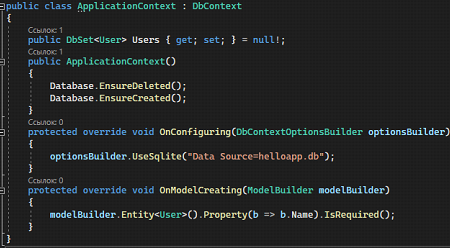 public class ApplicationContext : DbContext
{
Ссылок: 1
public DbSet<User> Users { get; set; } = null!;
Ссылок: 1
public ApplicationContext()
{
Database.EnsureDeleted();
Database.EnsureCreated();
}
Ссылок: 0
protected override void OnConfiguring(DbContextOptionsBuilder optionsBuilder)
{
optionsBuilder.UseSqlite("Data Source=helloapp.db");
}
Ссылок: 0
protected override void OnModelCreating(ModelBuilder modelBuilder)
{
modelBuilder.Entity<User>().Property(b => b.Name).IsRequired();
}
}